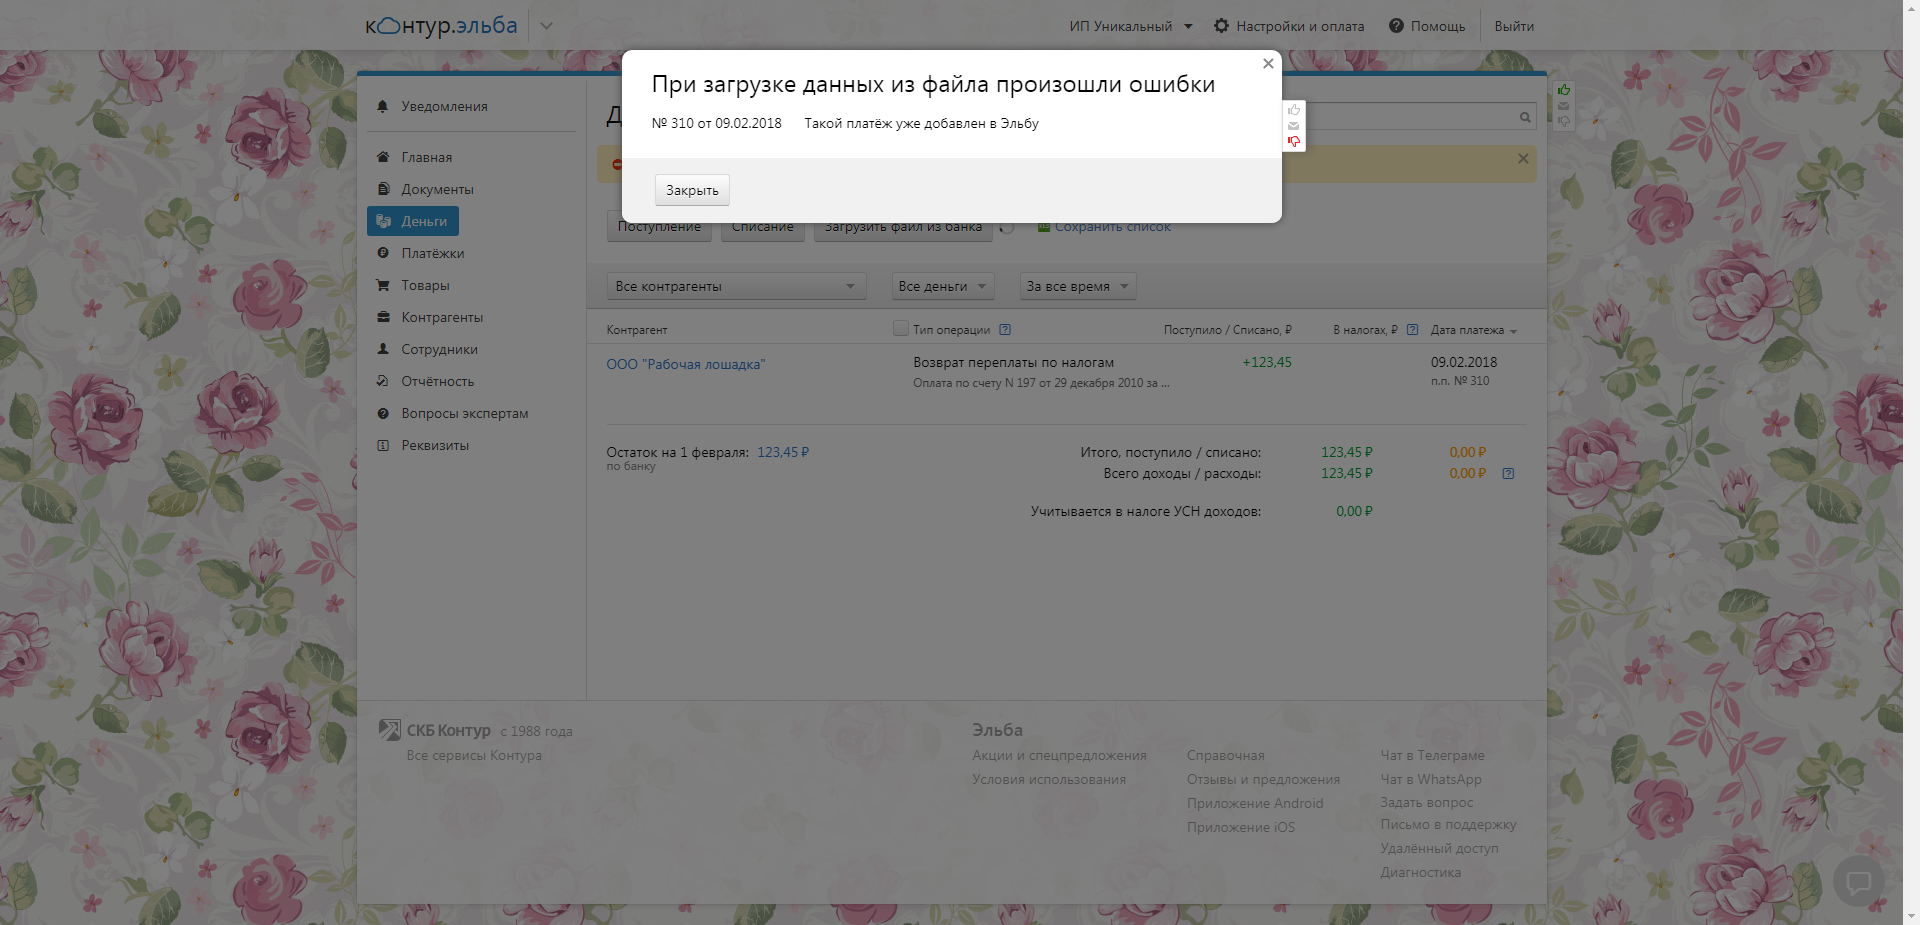 контур.эльба
ИП Уникальный
Настройки и оплата
Помощь
Выйти
При загрузке данных из файла произошли ошибки
№ 310 от 09.02.2018 Такой платёж уже добавлен в Эльбу
Закрыть
Уведомления
Главная
Документы
Деньги
Платёжки
Товары
Контрагенты
Сотрудники
Отчётность
Вопросы экспертам
Реквизиты
Поступление
Списание
Загрузить файл из банка
Сохранить список
Все контрагенты
Все деньги
За все время
Контрагент
Тип операции
Поступило / Списано, ₽
В налогах, ₽
Дата платежа
ООО "Рабочая лошадка"
Возврат переплаты по налогам
+123,45
09.02.2018
Оплата по счету N 197 от 29 декабря 2010 за ...
п.п. № 310
Остаток на 1 февраля: 123,45 ₽
по банку
Итого, поступило / списано: 123,45 ₽ 0,00 ₽
Всего доходы / расходы: 123,45 ₽ 0,00 ₽
Учитывается в налоге УСН доходов: 0,00 ₽
СКБ Контур с 1988 года
Все сервисы Контура
Эльба
Акции и спецпредложения
Условия использования
Справочная
Отзывы и предложения
Приложение Android
Приложение iOS
Чат в Телеграме
Чат в WhatsApp
Задать вопрос
Письмо в поддержку
Удалённый доступ
Диагностика